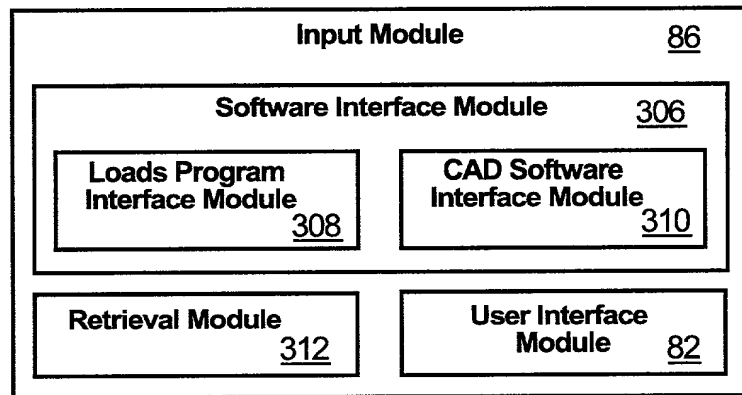 Input Module 86
Software Interface Module 306
Loads Program
Interface Module
308
CAD Software
Interface Module
310
Retrieval Module
312
User Interface
Module 82